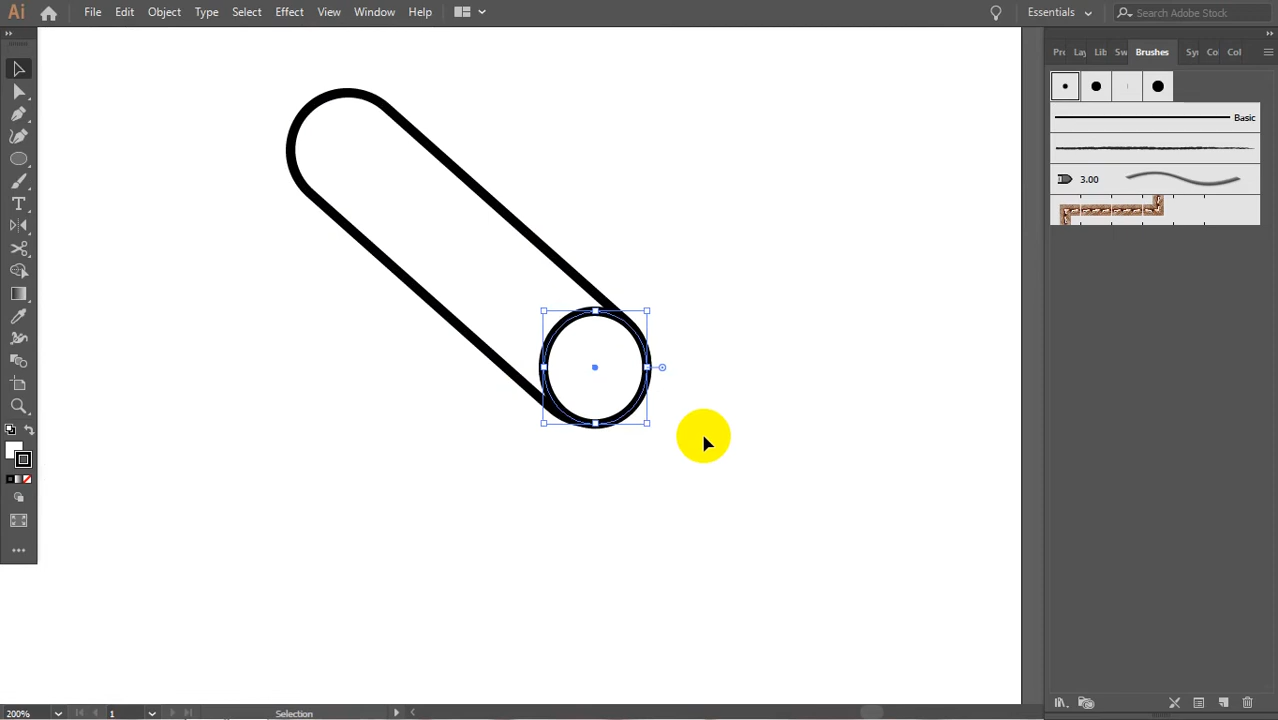 Ai File Edit Object Type Select Effect View Window Help Essentials Search Adobe Stock
Pr Lay Lib Sw Brushes Sy Co Col
Basic
3.00
T
200% 1 Selection